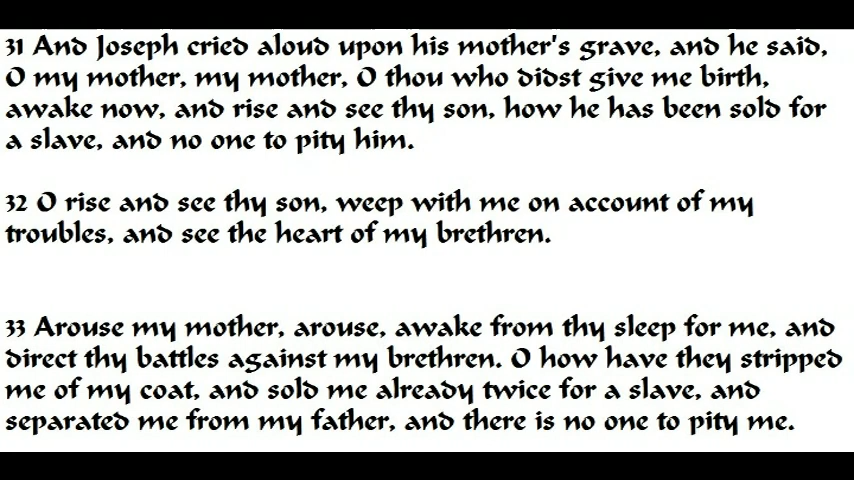 31 And Joseph cried aloud upon his mother's grave, and he said,
O my mother, my mother, O thou who didst give me birth,
awake now, and rise and see thy son, how he has been sold for
a slave, and no one to pity him.
32 O rise and see thy son, weep with me on account of my
troubles, and see the heart of my brethren.
33 Arouse my mother, arouse, awake from thy sleep for me, and
direct thy battles against my brethren. O how have they stripped
me of my coat, and sold me already twice for a slave, and
separated me from my father, and there is no one to pity me.